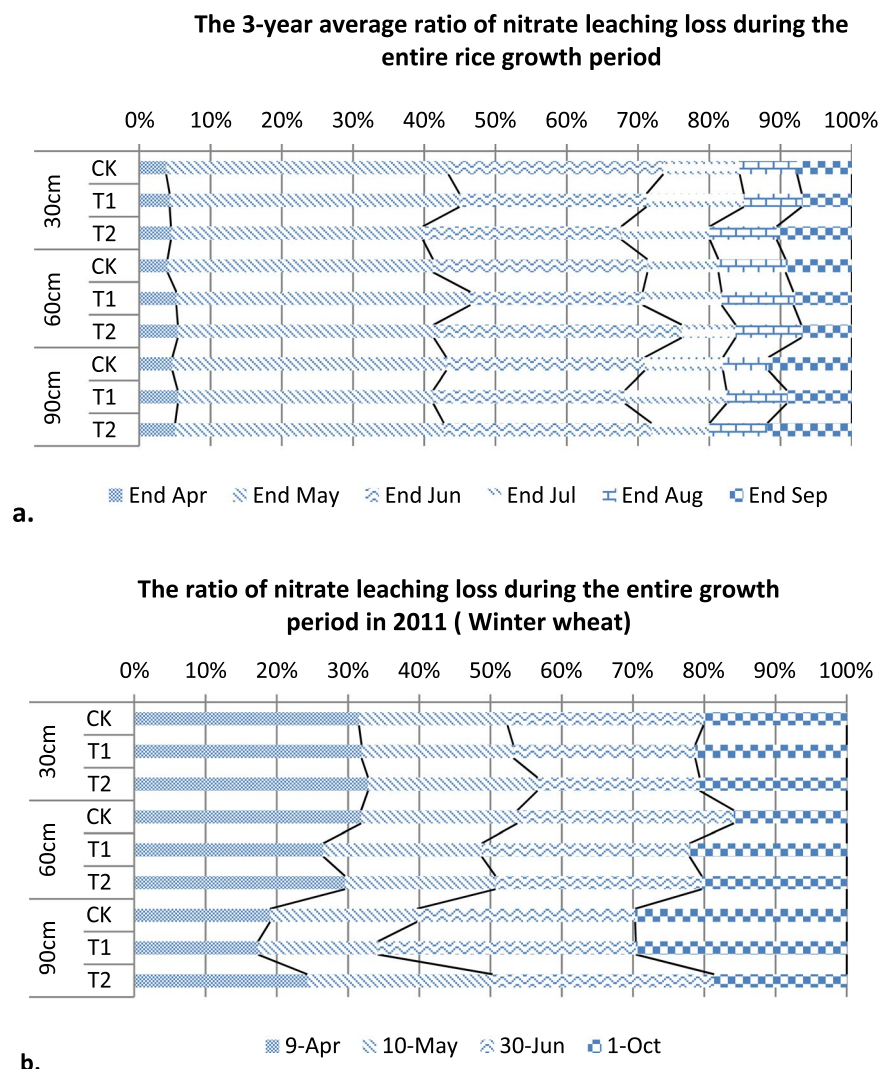 The 3-year average ratio of nitrate leaching loss during the
entire rice growth period
0% 10% 20% 30% 40% 50% 60% 70% 80% 90% 100%
30cm
CK
T1
T2
60cm
CK
T1
T2
90cm
CK
T1
T2
End Apr End May End Jun End Jul End Aug End Sep
a.
The ratio of nitrate leaching loss during the entire growth
period in 2011 ( Winter wheat)
0% 10% 20% 30% 40% 50% 60% 70% 80% 90% 100%
30cm
CK
T1
T2
60cm
CK
T1
T2
90cm
CK
T1
T2
9-Apr 10-May 30-Jun 1-Oct
b.